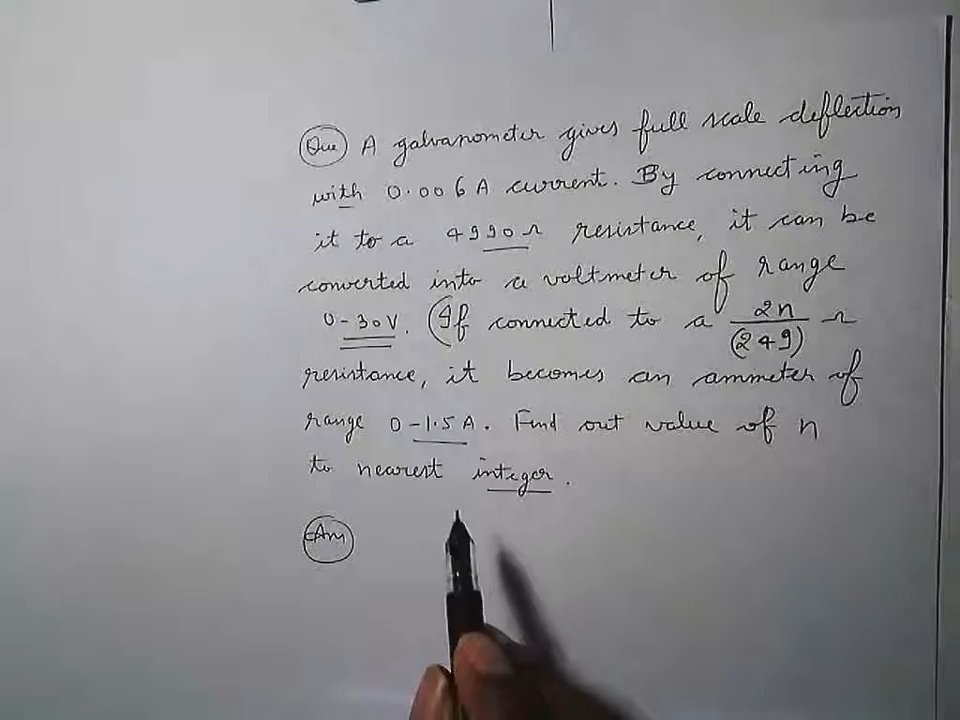 Que A galvanometer gives full scale deflection
with 0.006A current. By connecting
it to a 4990Ω resistance, it can be
converted into a voltmeter of range
0-30V. (If connected to a 2n/(249) Ω
resistance, it becomes an ammeter of
range 0-1.5A. Find out value of n
to nearest integer.
Ans